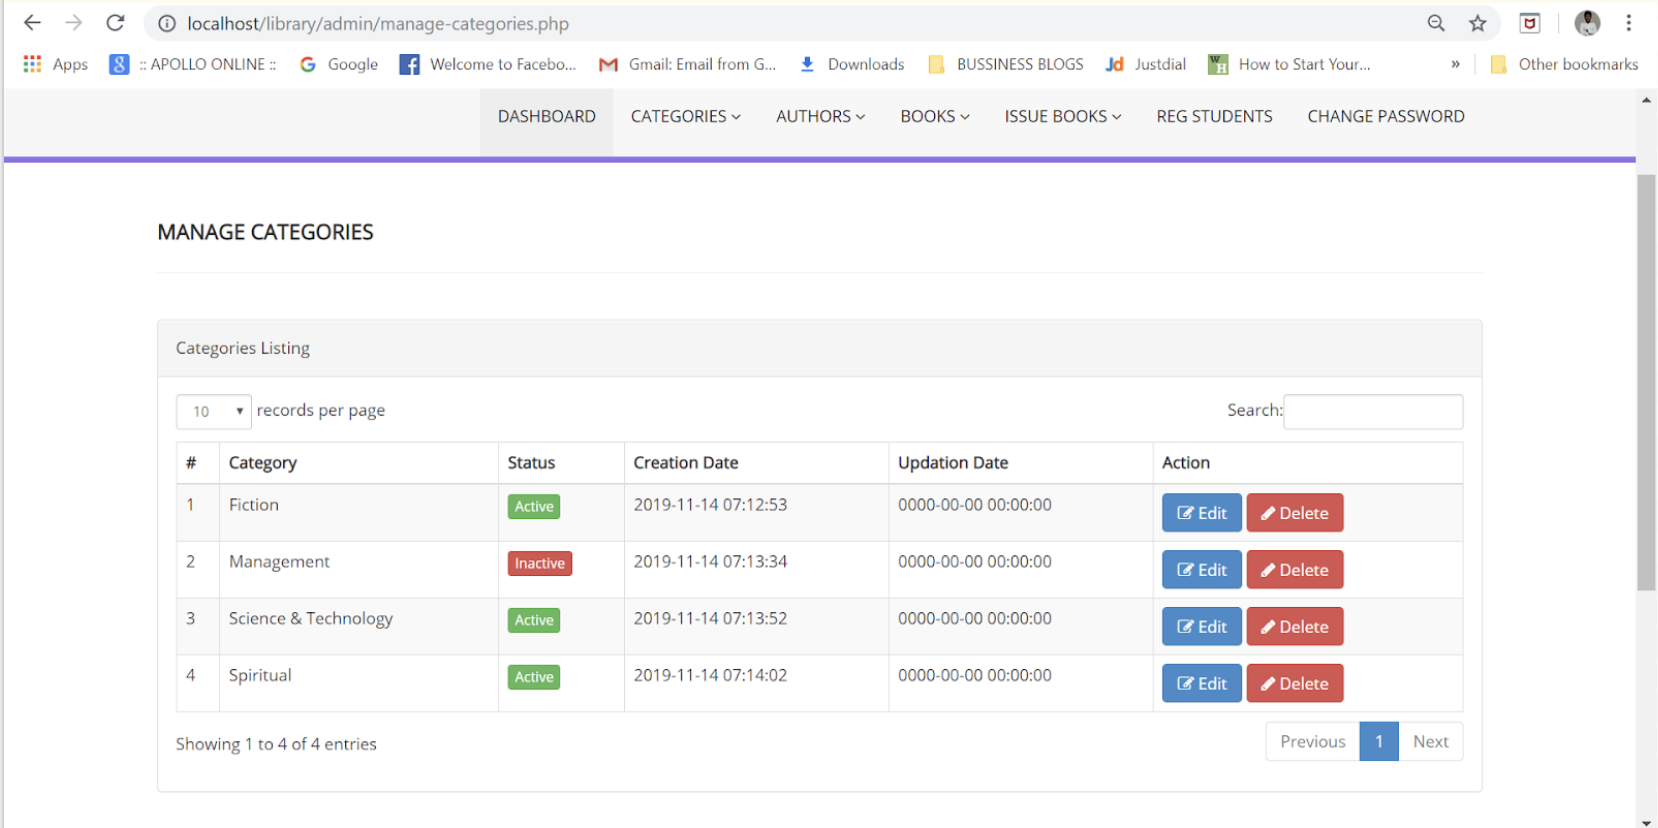 localhost/library/admin/manage-categories.php
Apps :: APOLLO ONLINE :: Google Welcome to Facebo... Gmail: Email from G... Downloads BUSSINESS BLOGS Jd Justdial How to Start Your... » Other bookmarks
DASHBOARD CATEGORIES AUTHORS BOOKS ISSUE BOOKS REG STUDENTS CHANGE PASSWORD
MANAGE CATEGORIES
Categories Listing
10 records per page Search:
# Category Status Creation Date Updation Date Action
1 Fiction Active 2019-11-14 07:12:53 0000-00-00 00:00:00 Edit Delete
2 Management Inactive 2019-11-14 07:13:34 0000-00-00 00:00:00 Edit Delete
3 Science & Technology Active 2019-11-14 07:13:52 0000-00-00 00:00:00 Edit Delete
4 Spiritual Active 2019-11-14 07:14:02 0000-00-00 00:00:00 Edit Delete
Showing 1 to 4 of 4 entries Previous 1 Next